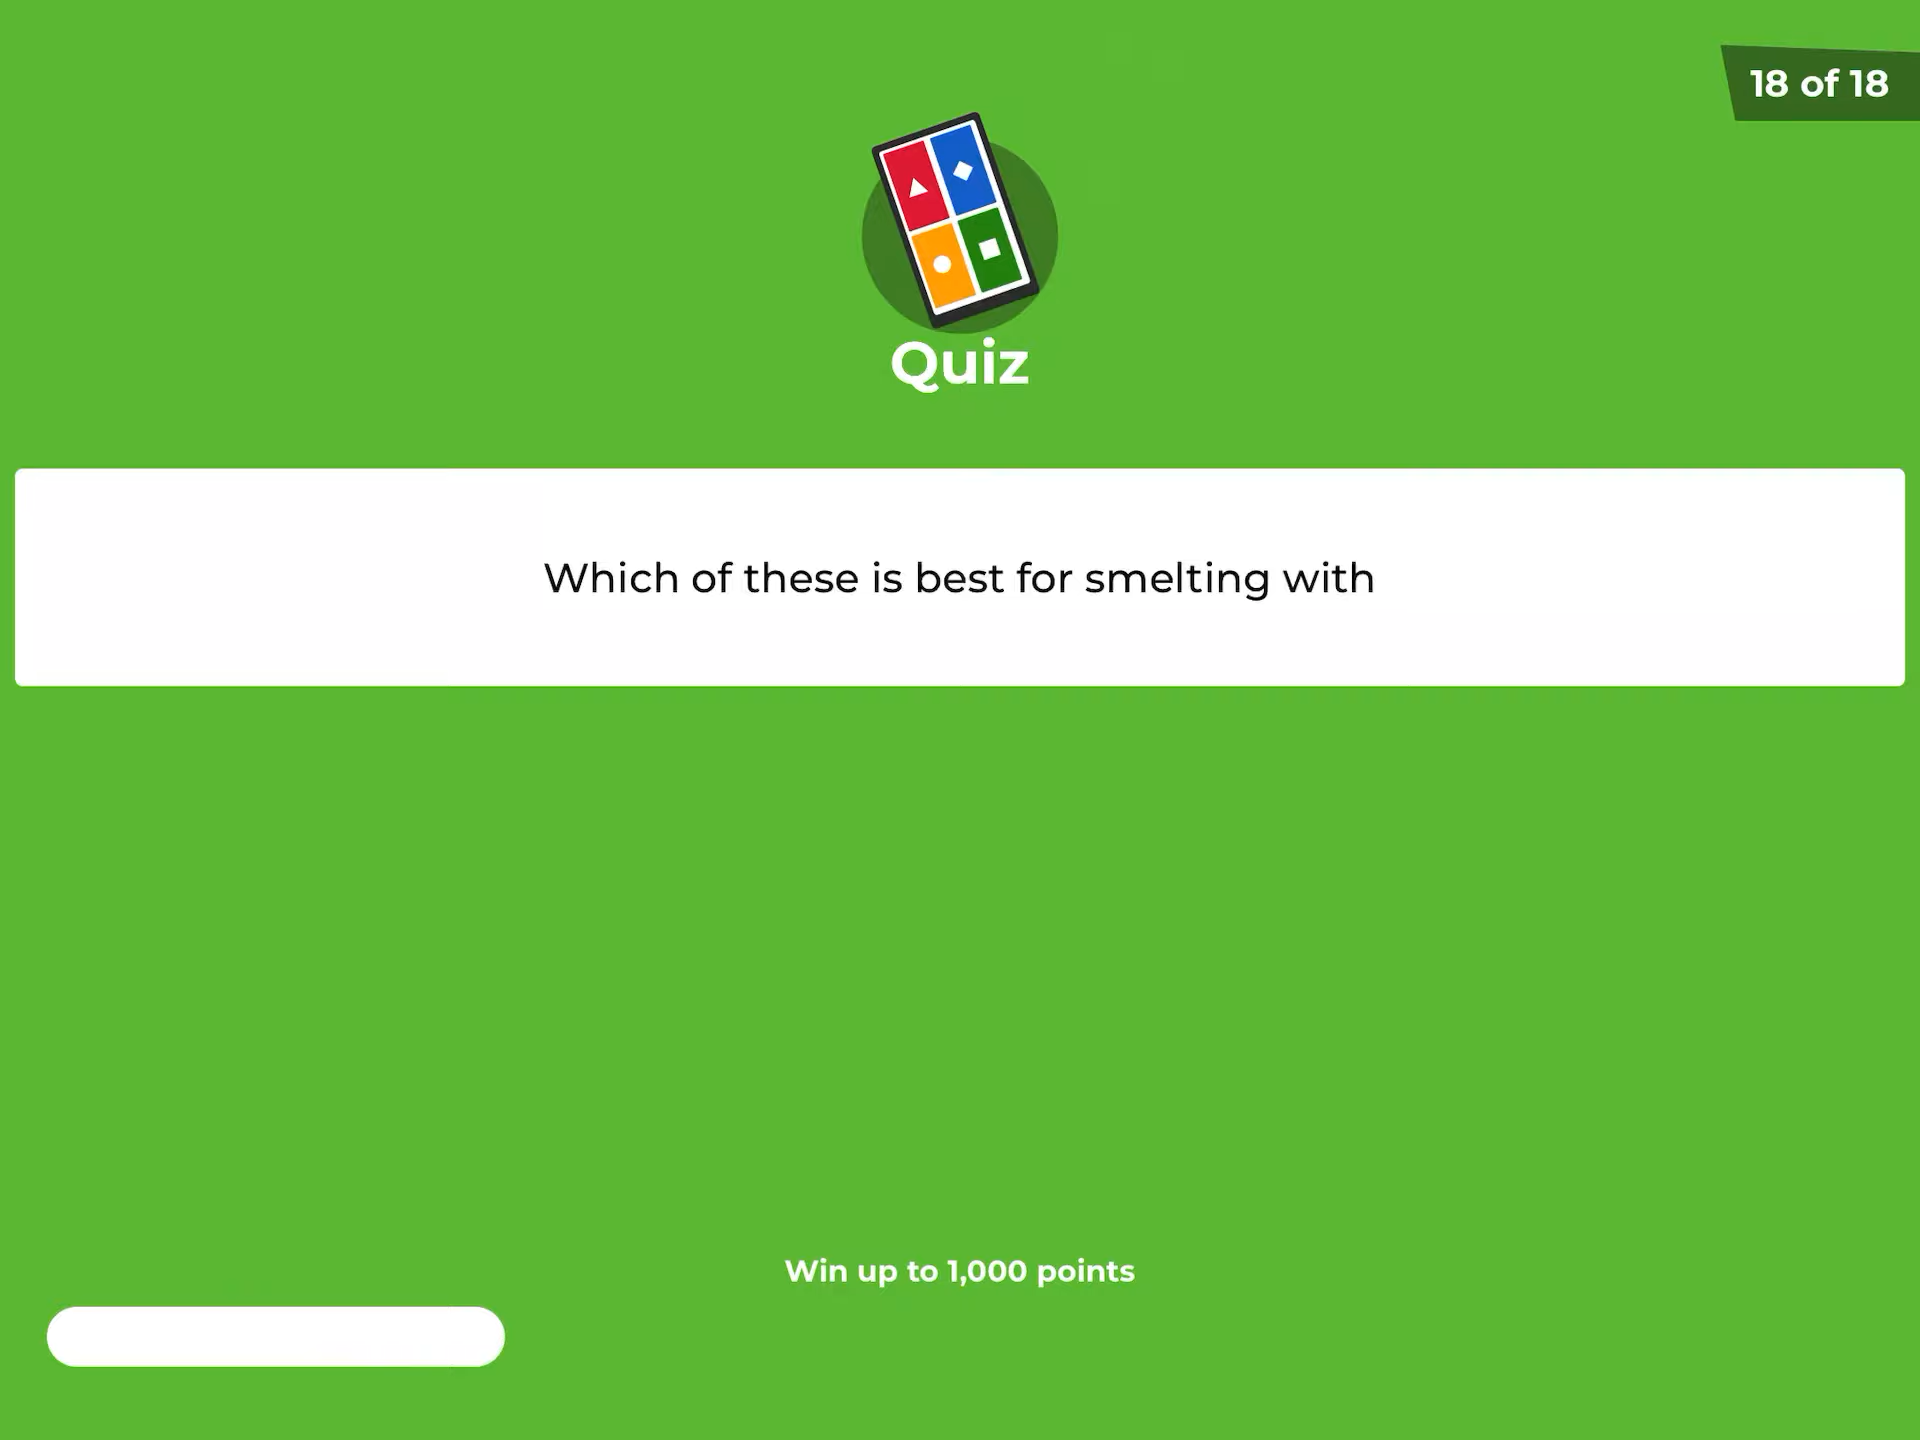 18 of 18
Quiz
Which of these is best for smelting with
Win up to 1,000 points